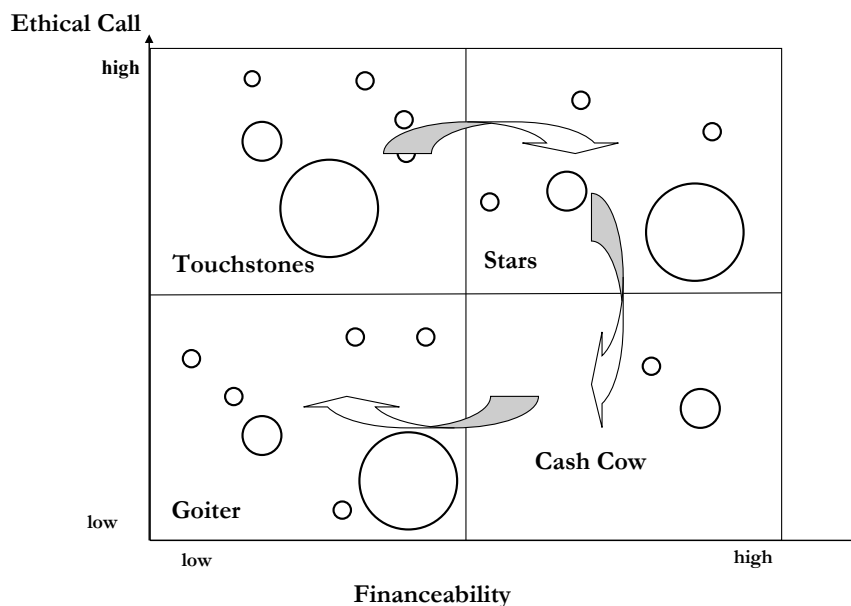 Ethical Call
high
Touchstones
Stars
Cash Cow
Goiter
low
low
high
Financeability